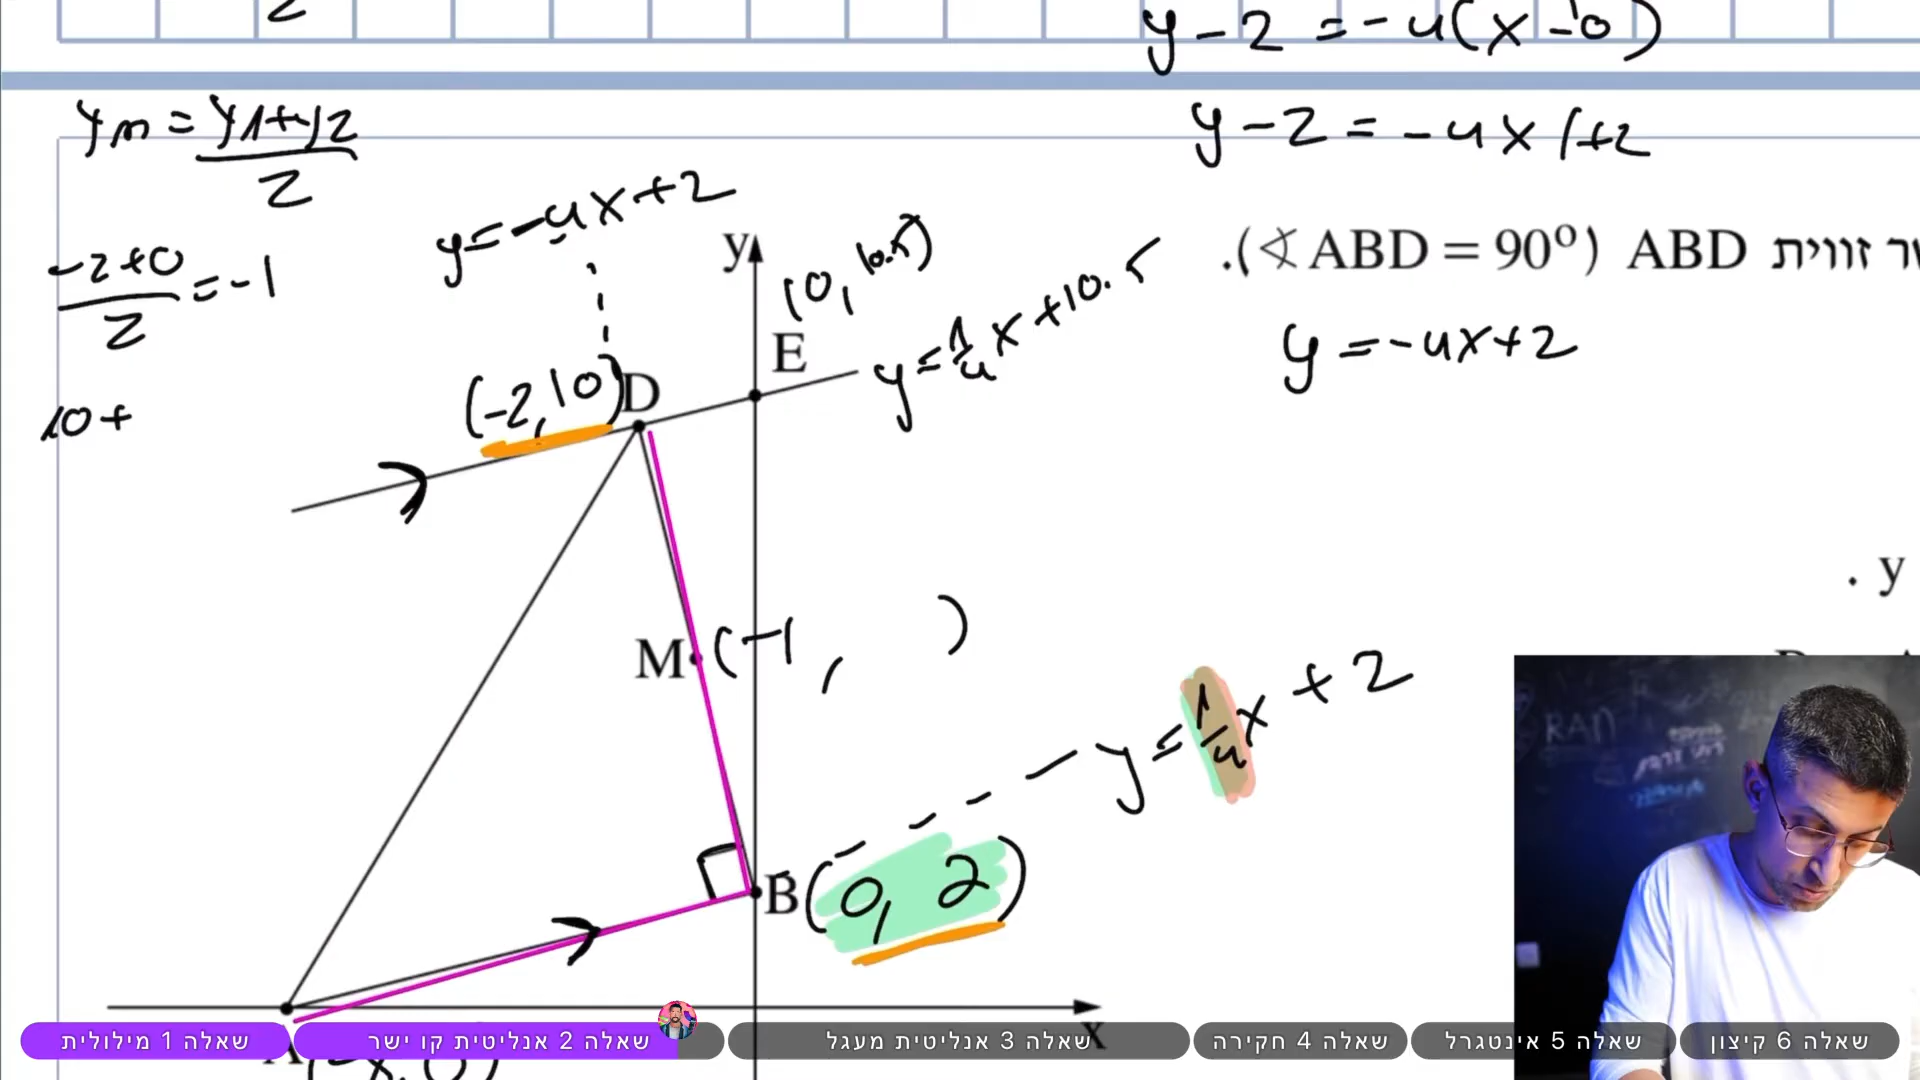 y-2 = -4(x-0)
ym = y1+y2
2
y-2 = -4x /+2
y=-4x+2
-2+0
2
=-1
y
(0, 10.5)
.(∢ ABD = 90°) ABD
y=-4x+2
E
y=1/4x+10.5
(-2,10)
D
10+
. y
M
(-1, )
y=1/4x+2
B(0, 2)
x
שאלה 1 מילולית
שאלה 2 אנליטית קו ישר
שאלה 3 אנליטית מעגל
שאלה 4 חקירה
שאלה 5 אינטגרל
שאלה 6 קיצון